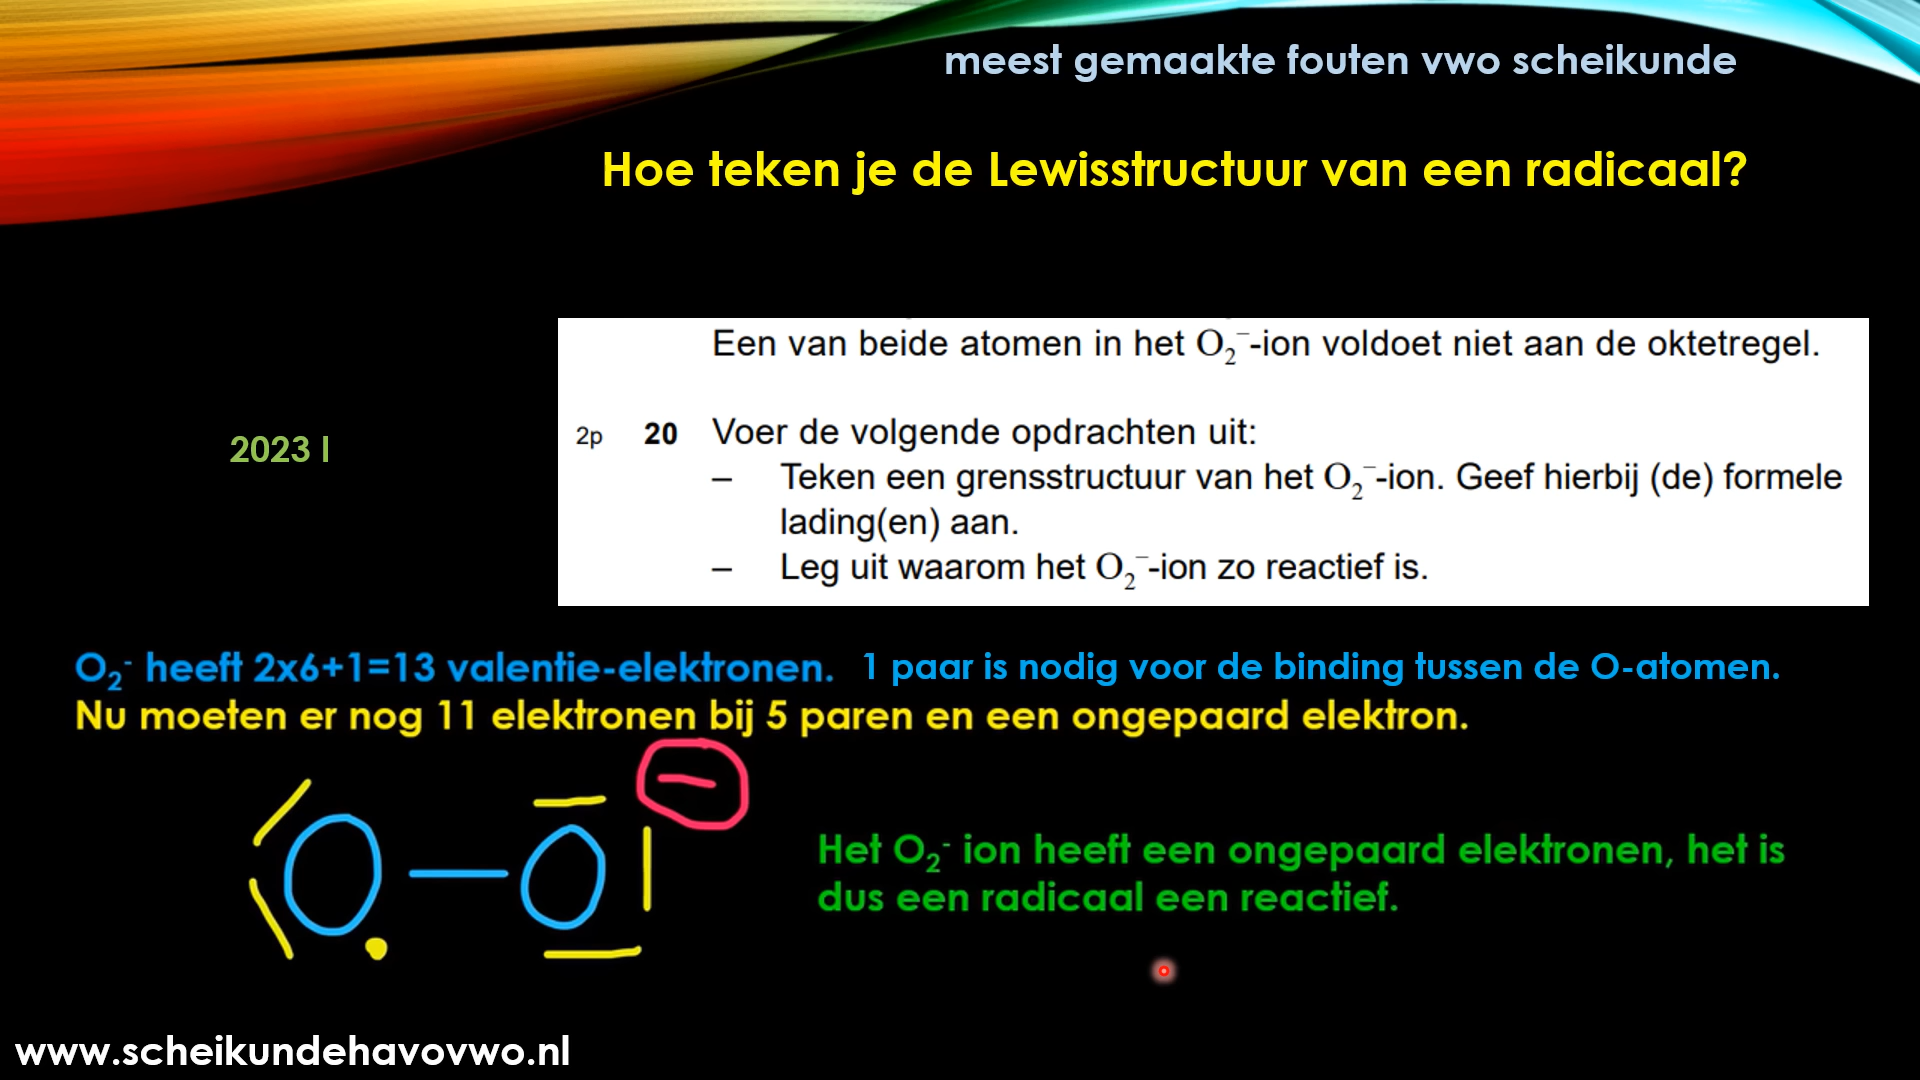 meest gemaakte fouten vwo scheikunde
Hoe teken je de Lewisstructuur van een radicaal?
Een van beide atomen in het O₂⁻-ion voldoet niet aan de oktetregel.
2p 20 Voer de volgende opdrachten uit:
– Teken een grensstructuur van het O₂⁻-ion. Geef hierbij (de) formele
lading(en) aan.
– Leg uit waarom het O₂⁻-ion zo reactief is.
2023 I
O₂⁻ heeft 2x6+1=13 valentie-elektronen. 1 paar is nodig voor de binding tussen de O-atomen.
Nu moeten er nog 11 elektronen bij 5 paren en een ongepaard elektron.
O – O −
Het O₂⁻ ion heeft een ongepaard elektronen, het is
dus een radicaal een reactief.
www.scheikundehavovwo.nl